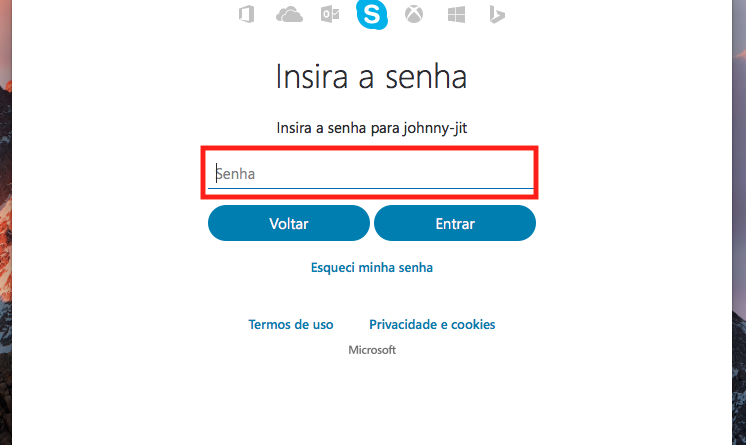 Insira a senha
Insira a senha para johnny-jit
Senha
Voltar
Entrar
Esqueci minha senha
Termos de uso
Privacidade e cookies
Microsoft